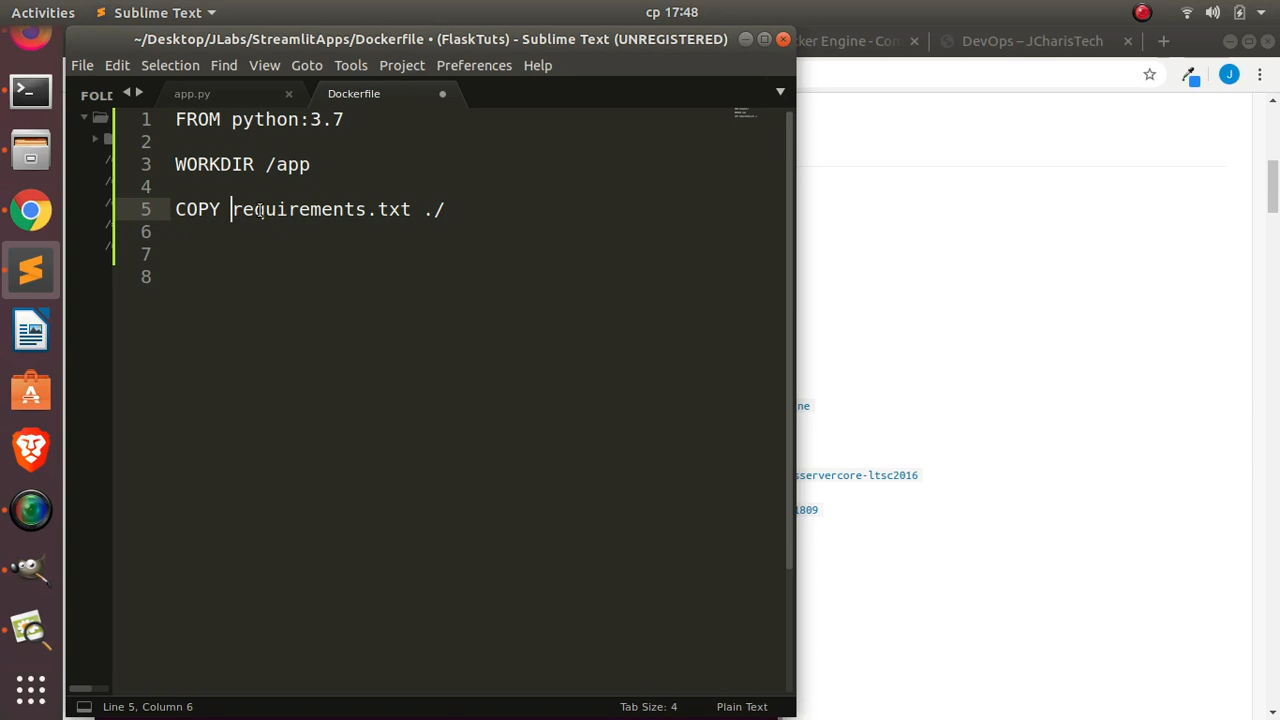 Activities
Sublime Text
ср 17:48
~/Desktop/JLabs/StreamlitApps/Dockerfile • (FlaskTuts) - Sublime Text (UNREGISTERED)
cker Engine - Con
DevOps – JCharisTech
File Edit Selection Find View Goto Tools Project Preferences Help
J
FOLD
app.py
Dockerfile
1 FROM python:3.7
2
3 WORKDIR /app
4
5 COPY requirements.txt ./
6
7
8
ne
sservercore-ltsc2016
1809
Line 5, Column 6
Tab Size: 4
Plain Text